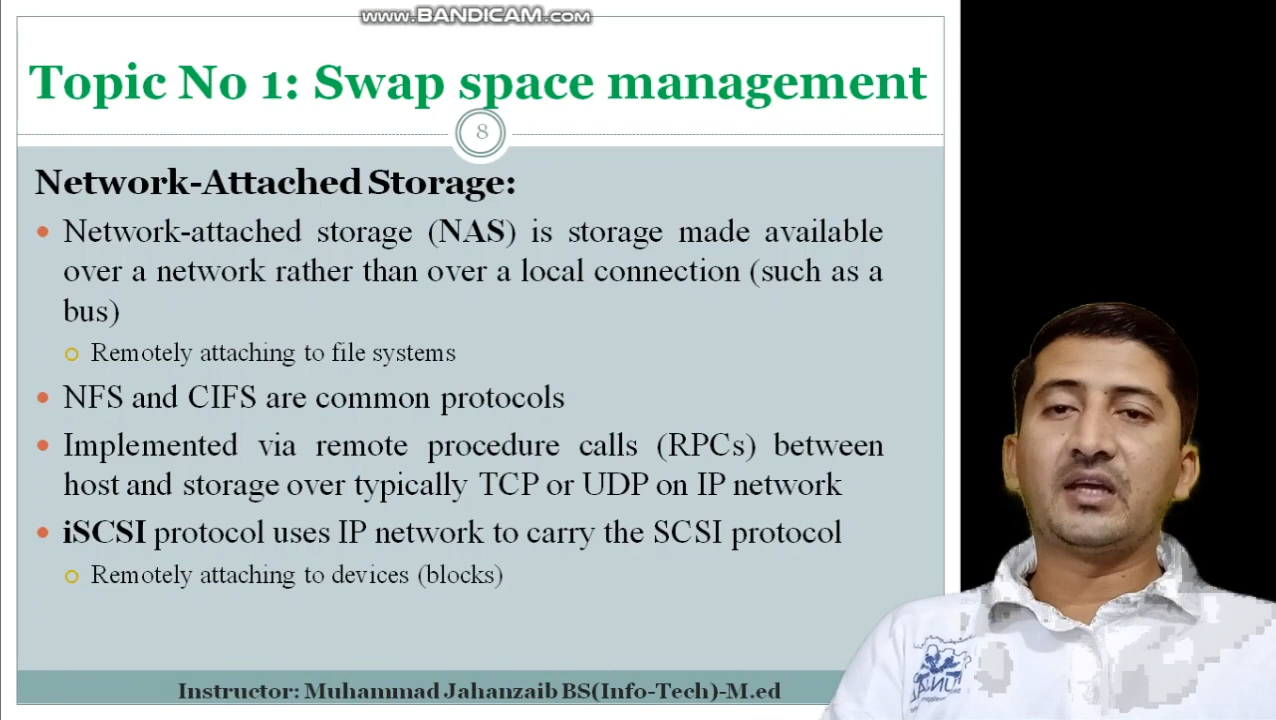 www.BANDICAM.com
Topic No 1: Swap space management
8
Network-Attached Storage:
Network-attached storage (NAS) is storage made available
over a network rather than over a local connection (such as a
bus)
Remotely attaching to file systems
NFS and CIFS are common protocols
Implemented via remote procedure calls (RPCs) between
host and storage over typically TCP or UDP on IP network
iSCSI protocol uses IP network to carry the SCSI protocol
Remotely attaching to devices (blocks)
Instructor: Muhammad Jahanzaib BS(Info-Tech)-M.ed